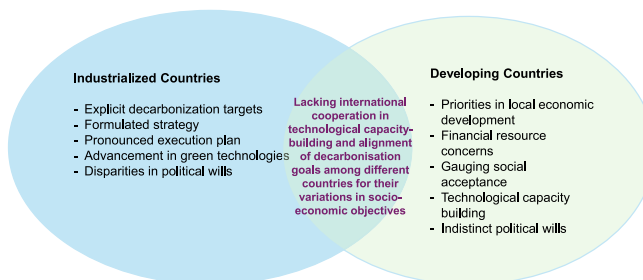 Industrialized Countries
- Explicit decarbonization targets
- Formulated strategy
- Pronounced execution plan
- Advancement in green technologies
- Disparities in political wills
Lacking international
cooperation in
technological capacity-
building and alignment
of decarbonisation
goals among different
countries for their
variations in socio-
economic objectives
Developing Countries
- Priorities in local economic
development
- Financial resource
concerns
- Gauging social
acceptance
- Technological capacity
building
- Indistinct political wills